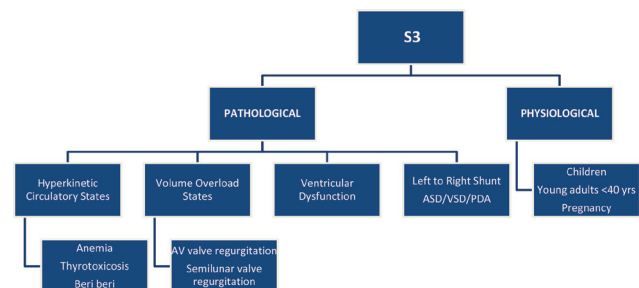 S3
PATHOLOGICAL
PHYSIOLOGICAL
Hyperkinetic
Circulatory States
Volume Overload
States
Ventricular
Dysfunction
Left to Right Shunt
ASD/VSD/PDA
Children
Young adults <40 yrs
Pregnancy
Anemia
Thyrotoxicosis
Beri beri
AV valve regurgitation
Semilunar valve
regurgitation